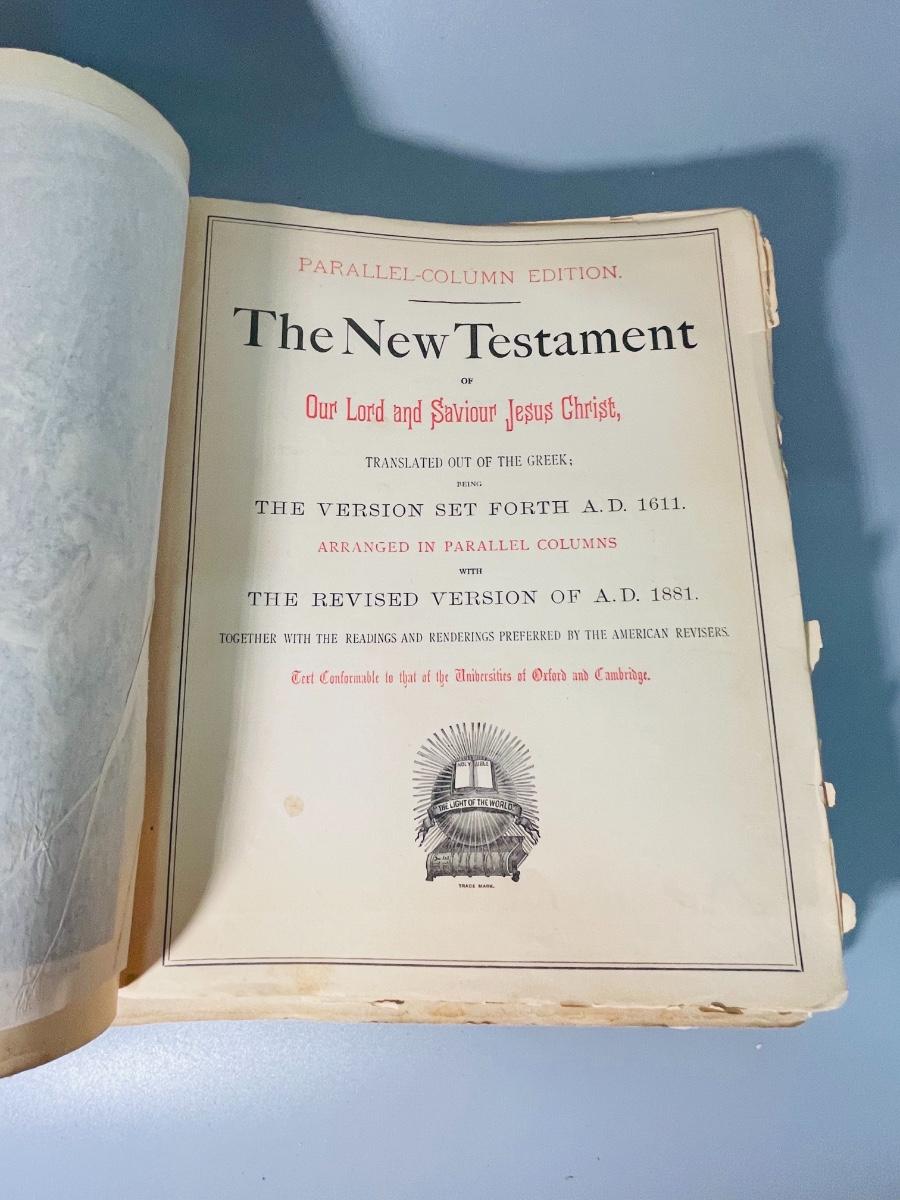 PARALLEL-COLUMN EDITION.
The New Testament
OF
Our Lord and Saviour Jesus Christ,
TRANSLATED OUT OF THE GREEK;
BEING
THE VERSION SET FORTH A.D. 1611.
ARRANGED IN PARALLEL COLUMNS
WITH
THE REVISED VERSION OF A.D. 1881.
TOGETHER WITH THE READINGS AND RENDERINGS PREFERRED BY THE AMERICAN REVISERS.
Text Conformable to that of the Universities of Oxford and Cambridge.
HOLY BIBLE
THE LIGHT OF THE WORLD.
TRADE MARK.